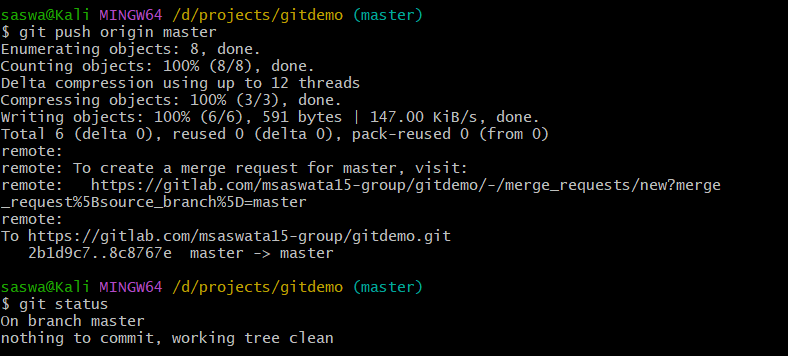 saswa@Kali MINGW64 /d/projects/gitdemo (master)
$ git push origin master
Enumerating objects: 8, done.
Counting objects: 100% (8/8), done.
Delta compression using up to 12 threads
Compressing objects: 100% (3/3), done.
Writing objects: 100% (6/6), 591 bytes | 147.00 KiB/s, done.
Total 6 (delta 0), reused 0 (delta 0), pack-reused 0 (from 0)
remote:
remote: To create a merge request for master, visit:
remote:   https://gitlab.com/msaswata15-group/gitdemo/-/merge_requests/new?merge
_request%5Bsource_branch%5D=master
remote:
To https://gitlab.com/msaswata15-group/gitdemo.git
   2b1d9c7..8c8767e  master -> master
saswa@Kali MINGW64 /d/projects/gitdemo (master)
$ git status
On branch master
nothing to commit, working tree clean